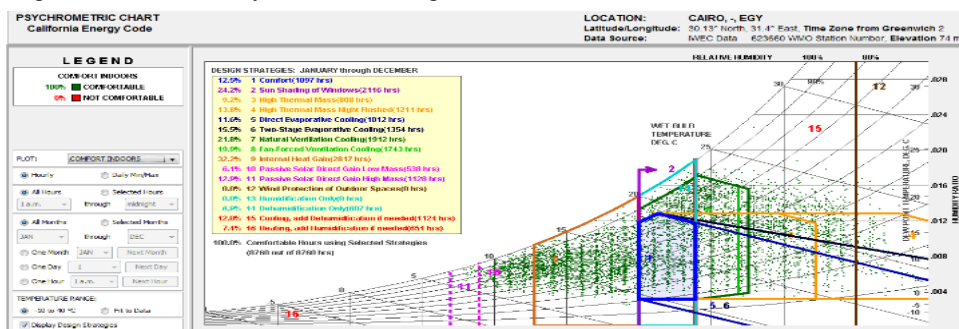 PSYCHROMETRIC CHART
California Energy Code
LOCATION: CAIRO, -, EGY
Latitude/Longitude: 30.13° North, 31.4° East, Time Zone from Greenwich 2
Data Source: IWEC Data 623660 WMO Station Number, Elevation 74 m
LEGEND
COMFORT INDOORS
100% COMFORTABLE
0% NOT COMFORTABLE
PLOT: COMFORT INDOORS
Hourly Daily Min/Max
All Hours Selected Hours
1 a.m. through midnight
All Months Selected Months
JAN through DEC
One Month JAN Next Month
One Day 1 Next Day
One Hour 1 a.m. Next Hour
TEMPERATURE RANGE:
-10 to 40 °C Fit to Data
Display Design Strategies
DESIGN STRATEGIES: JANUARY through DECEMBER
12.5% 1 Comfort(1097 hrs)
24.2% 2 Sun Shading of Windows(2116 hrs)
9.2% 3 High Thermal Mass(808 hrs)
13.8% 4 High Thermal Mass Night Flushed(1211 hrs)
11.6% 5 Direct Evaporative Cooling(1012 hrs)
15.5% 6 Two-Stage Evaporative Cooling(1354 hrs)
21.8% 7 Natural Ventilation Cooling(1912 hrs)
19.9% 8 Fan-Forced Ventilation Cooling(1743 hrs)
32.2% 9 Internal Heat Gain(2817 hrs)
6.1% 10 Passive Solar Direct Gain Low Mass(538 hrs)
12.9% 11 Passive Solar Direct Gain High Mass(1128 hrs)
0.0% 12 Wind Protection of Outdoor Spaces(0 hrs)
0.0% 13 Humidification Only(0 hrs)
6.9% 14 Dehumidification Only(607 hrs)
12.8% 15 Cooling, add Dehumidification if needed(1124 hrs)
7.4% 16 Heating, add Humidification if needed(651 hrs)
100.0% Comfortable Hours using Selected Strategies
(8760 out of 8760 hrs)
RELATIVE HUMIDITY 100% 80%
WET-BULB
TEMPERATURE
DEG. C
DEW POINT TEMPERATURE, DEG. C
HUMIDITY RATIO
.028
.024
.020
.016
.012
.008
.004